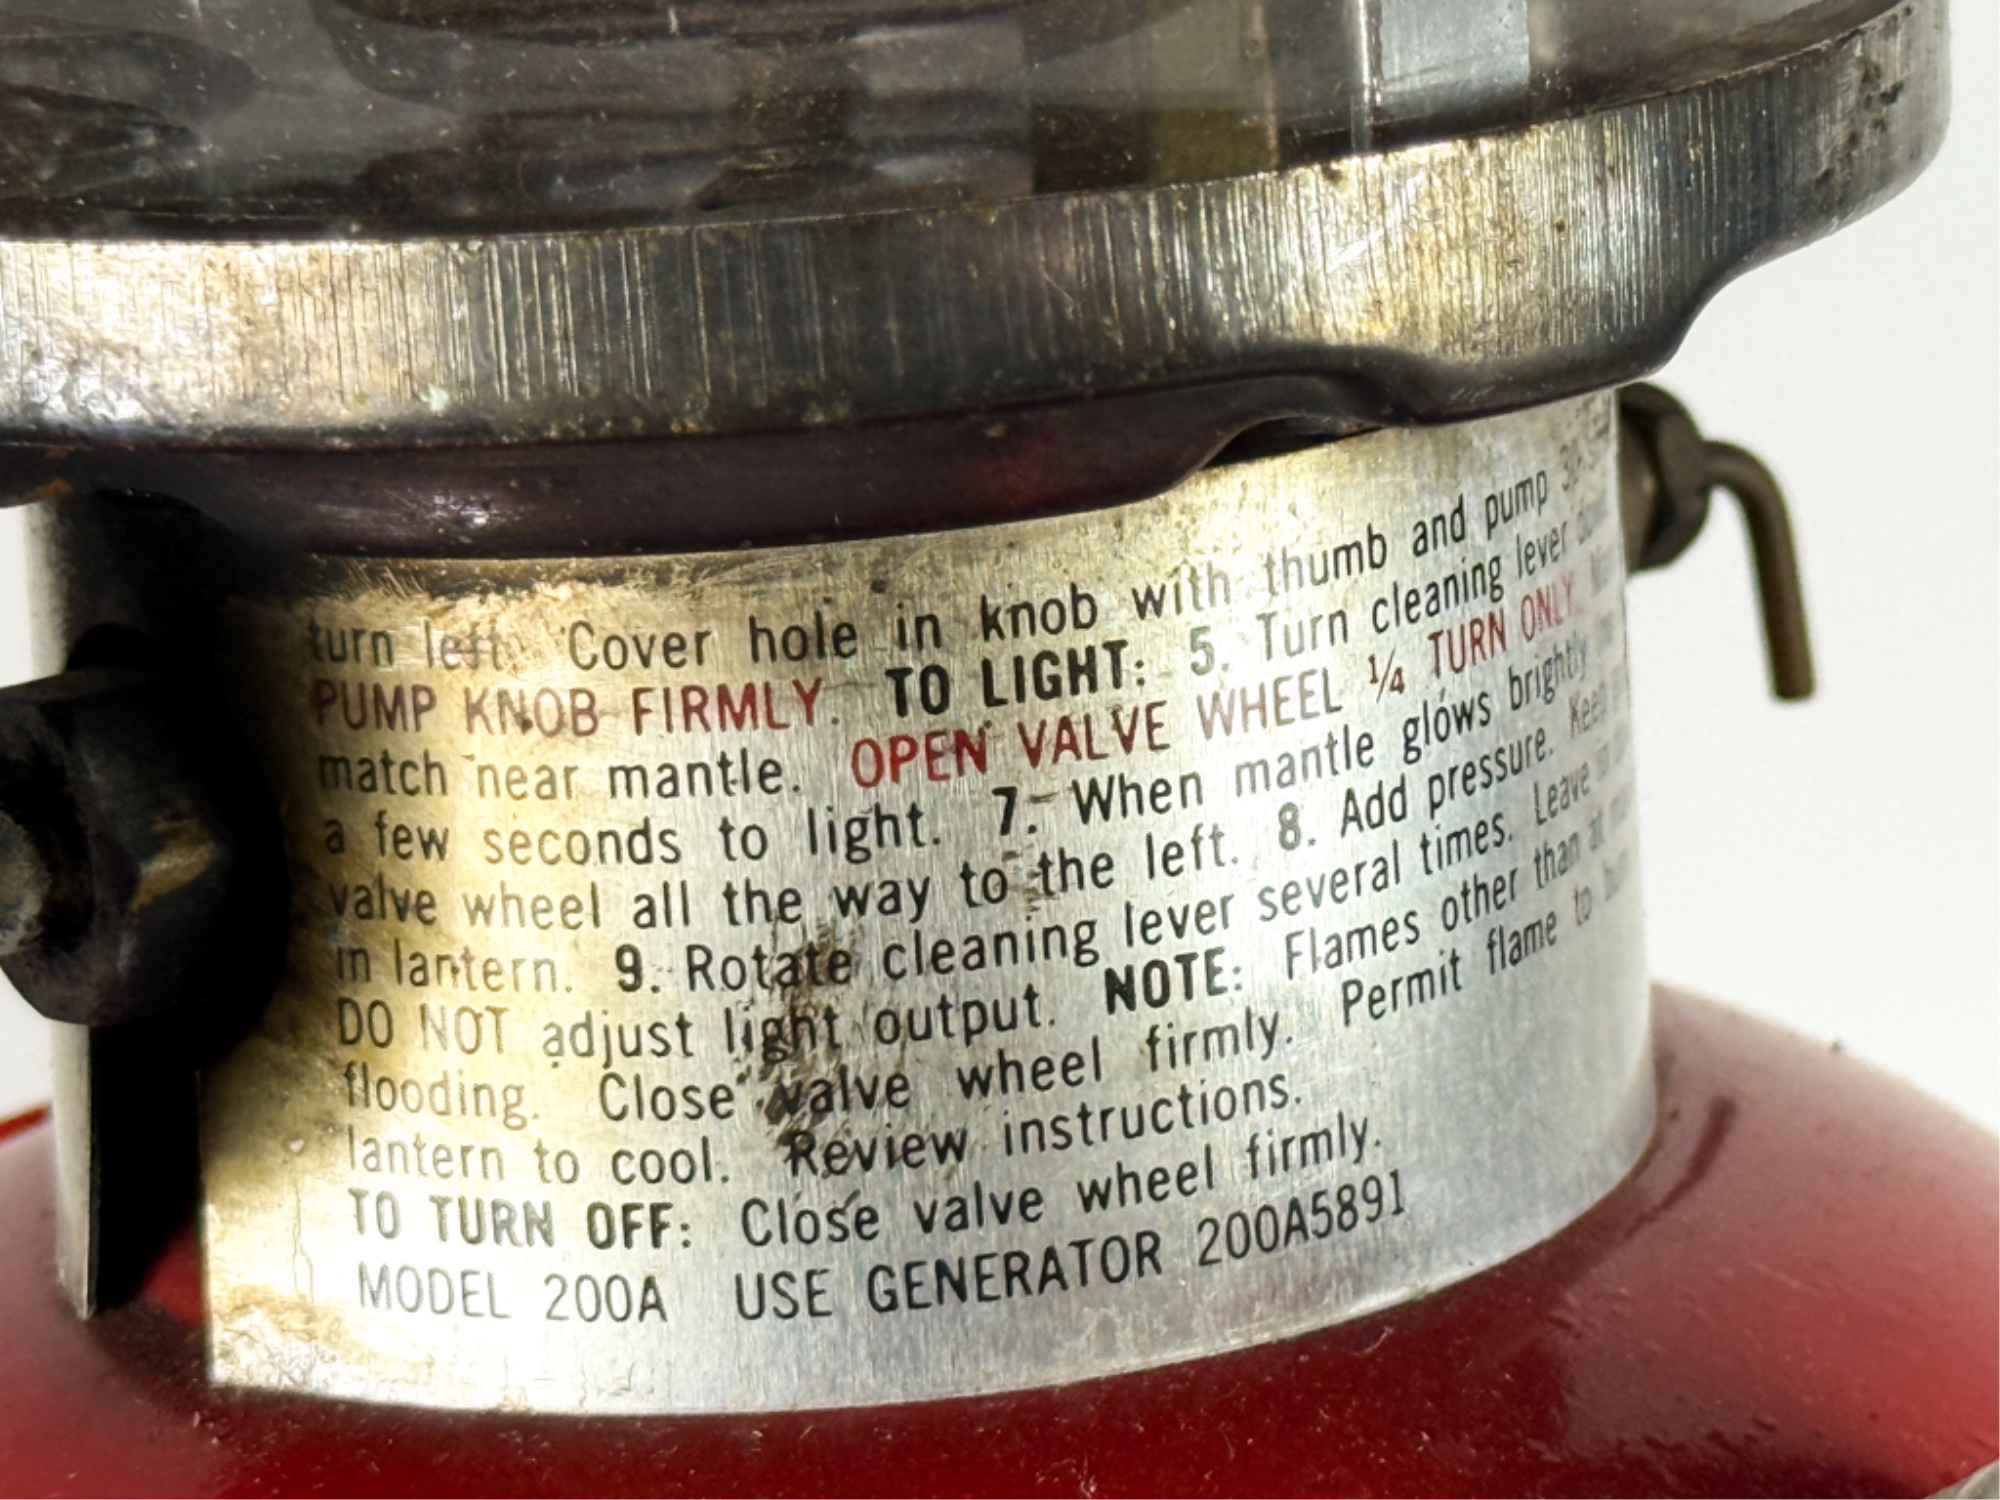 turn left. Cover hole in knob with thumb and pump
PUMP KNOB FIRMLY. TO LIGHT: 5. Turn cleaning lever
match near mantle. OPEN VALVE WHEEL ¼ TURN ONLY.
a few seconds to light. 7. When mantle glows brightly
valve wheel all the way to the left. 8. Add pressure. Keep
in lantern. 9. Rotate cleaning lever several times. Leave
DO NOT adjust light output. NOTE: Flames other than at
flooding. Close valve wheel firmly. Permit flame to
lantern to cool. Review instructions.
TO TURN OFF: Close valve wheel firmly.
MODEL 200A USE GENERATOR 200A5891